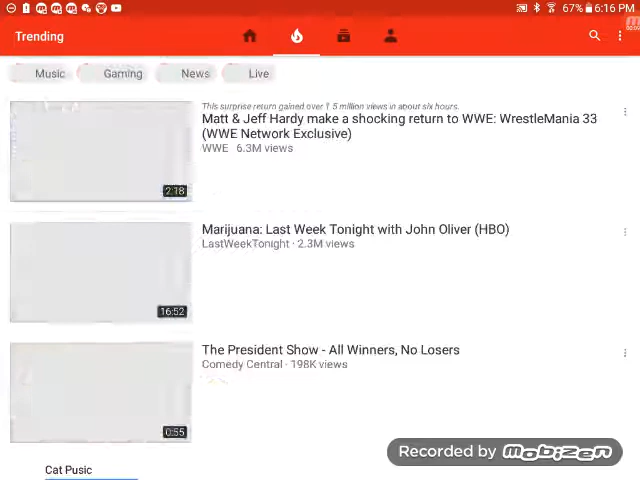 67% 6:16 PM
Trending
Music Gaming News Live
This surprise return gained over 1.5 million views in about six hours.
Matt & Jeff Hardy make a shocking return to WE: WrestleMania 33
(WWE Network Exclusive)
WWE 6.3M views
2:18
Marijuana: Last Week Tonight with John Oliver (HBO)
LastWeekTonight · 2.3M views
16:52
The President Show - All Winners, No Losers
Comedy Central · 198K views
0:55
Recorded by mobizen
Cat Pusic